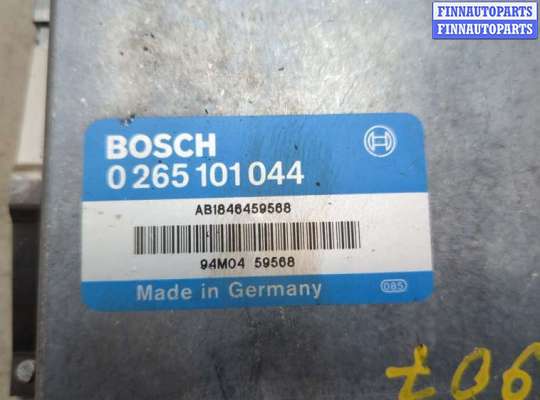 FINNAUTOPARTS
FINNAUTOPARTS
BOSCH
0 265 101 044
AB1846459568
94M04 59568
Made in Germany
085